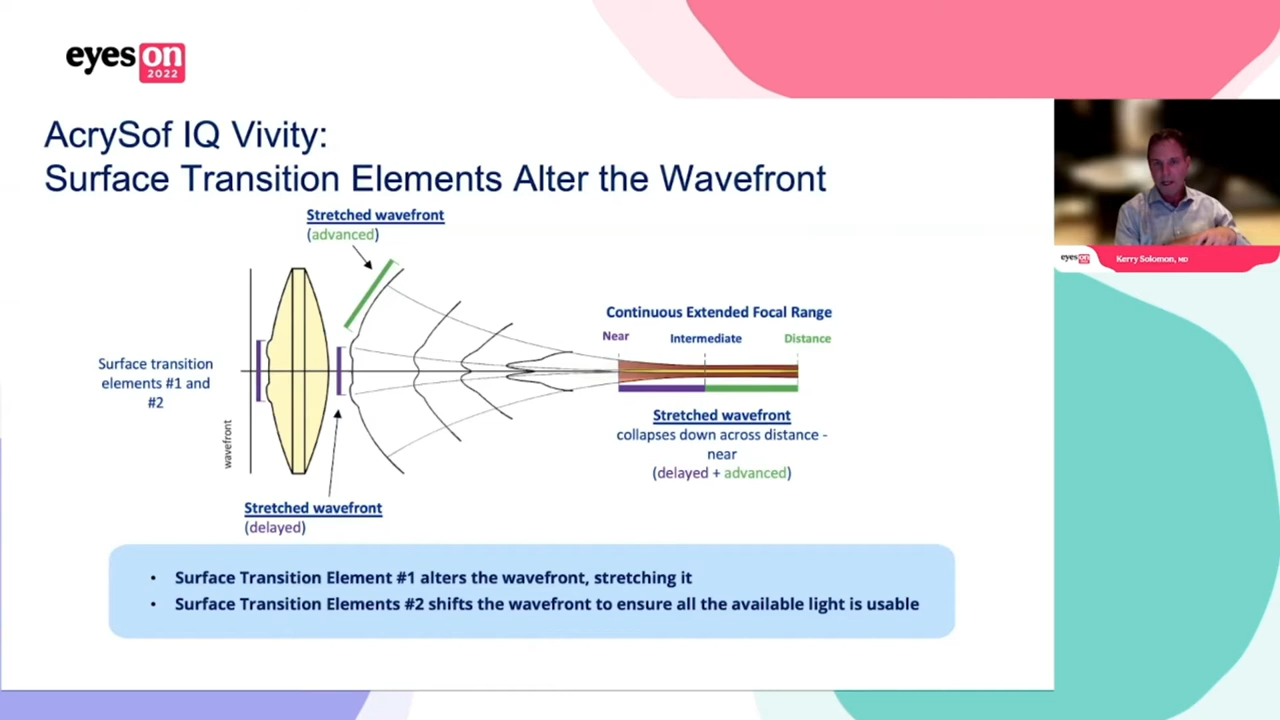 eyes on
2022
AcrySof IQ Vivity:
Surface Transition Elements Alter the Wavefront
Stretched wavefront
(advanced)
Surface transition
elements #1 and
#2
wavefront
Stretched wavefront
(delayed)
Continuous Extended Focal Range
Near Intermediate Distance
Stretched wavefront
collapses down across distance -
near
(delayed + advanced)
• Surface Transition Element #1 alters the wavefront, stretching it
• Surface Transition Elements #2 shifts the wavefront to ensure all the available light is usable
eyes on
Kerry Solomon, MD